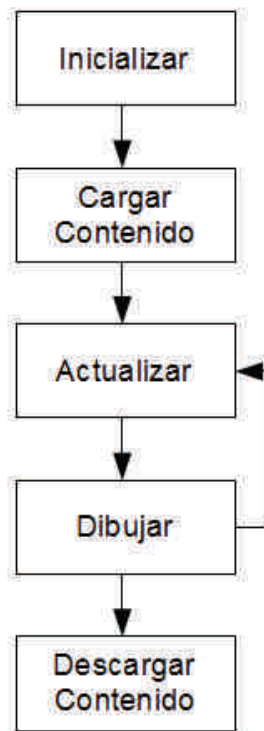 Inicializar
Cargar
Contenido
Actualizar
Dibujar
Descargar
Contenido